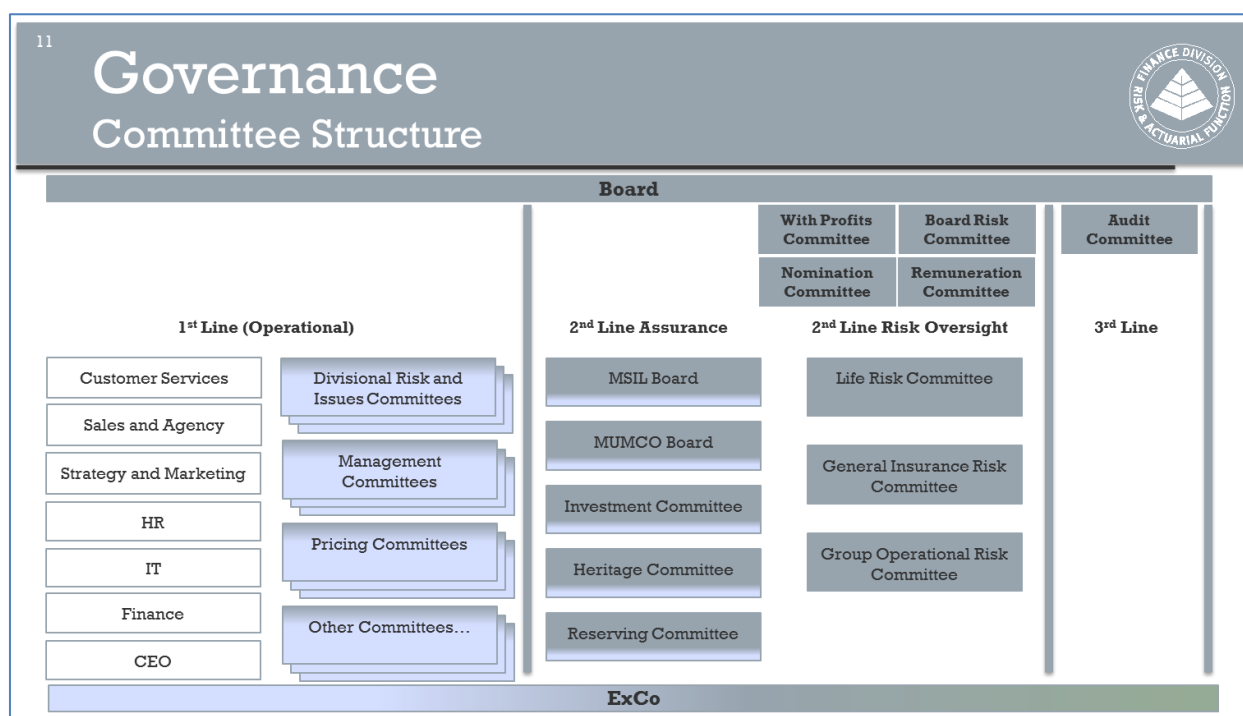 11
Governance
Committee Structure
FINANCE DIVISION
RISK & ACTUARIAL FUNCTION
Board
With Profits
Committee
Board Risk
Committee
Audit
Committee
Nomination
Committee
Remuneration
Committee
1st Line (Operational)
2nd Line Assurance
2nd Line Risk Oversight
3rd Line
Customer Services
Sales and Agency
Strategy and Marketing
HR
IT
Finance
CEO
Divisional Risk and
Issues Committees
Management
Committees
Pricing Committees
Other Committees...
MSIL Board
MUMCO Board
Investment Committee
Heritage Committee
Reserving Committee
Life Risk Committee
General Insurance Risk
Committee
Group Operational Risk
Committee
ExCo